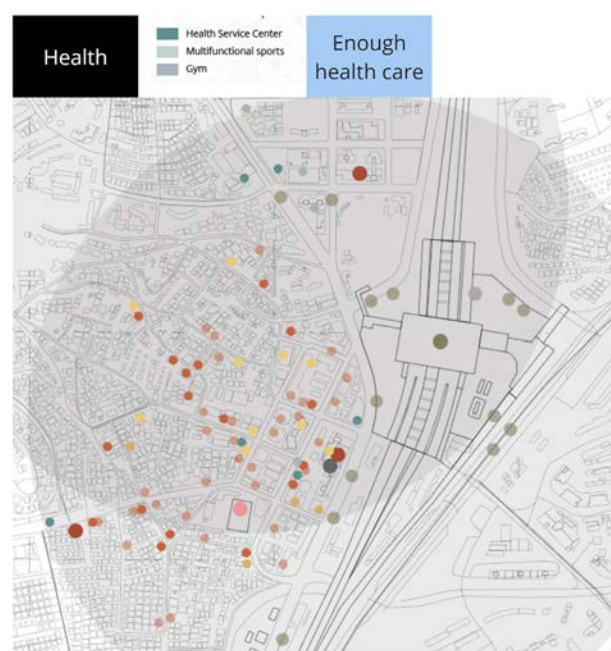 Health
Health Service Center
Multifunctional sports
Gym
Enough
health care